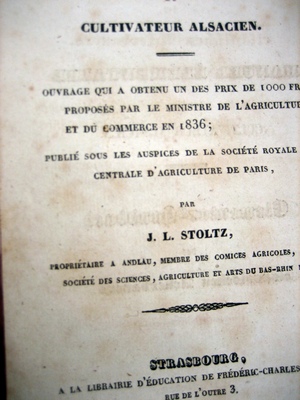 CULTIVATEUR ALSACIEN.
OUVRAGE QUI A OBTENU UN DES PRIX DE 1000 FR
PROPOSÉS PAR LE MINISTRE DE L'AGRICULTU
ET DU COMMERCE EN 1836;
PUBLIÉ SOUS LES AUSPICES DE LA SOCIÉTÉ ROYALE
CENTRALE D'AGRICULTURE DE PARIS,
PAR
J. L. STOLTZ,
PROPRIÉTAIRE A ANDLAU, MEMBRE DES COMICES AGRICOLES,
SOCIÉTÉ DES SCIENCES, AGRICULTURE ET ARTS DU BAS-RHIN
STRASBOURG,
A LA LIBRAIRIE D'ÉDUCATION DE FRÉDÉRIC-CHARLES
RUE DE L'OUTRE 3.